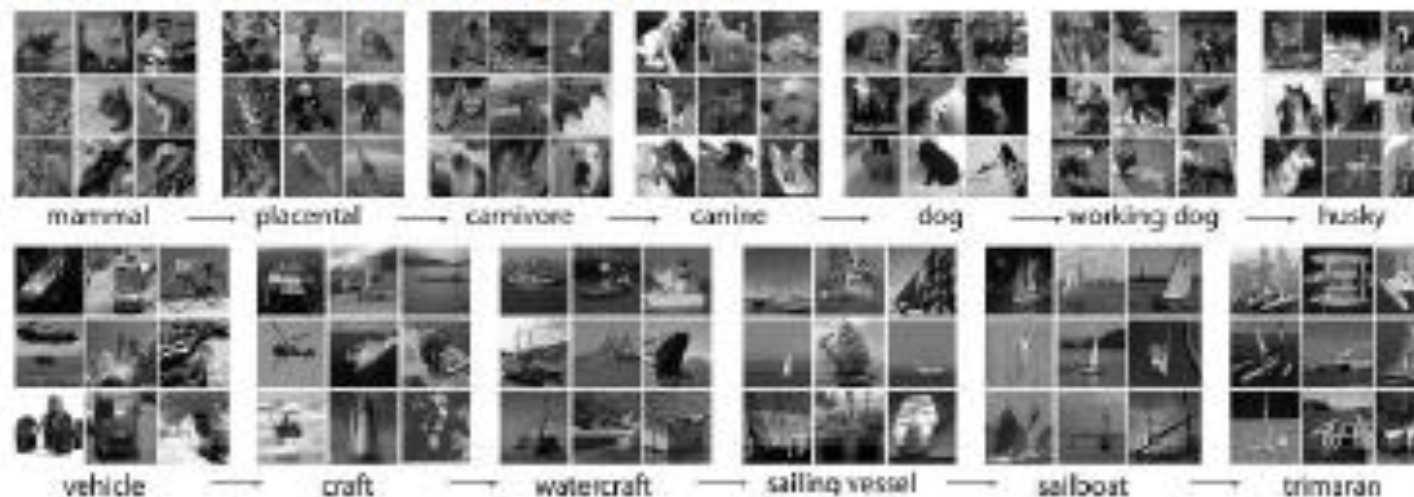 mammal → placental → carnivore → canine → dog → working dog → husky
vehicle → craft → watercraft → sailing vessel → sailboat → trimaran